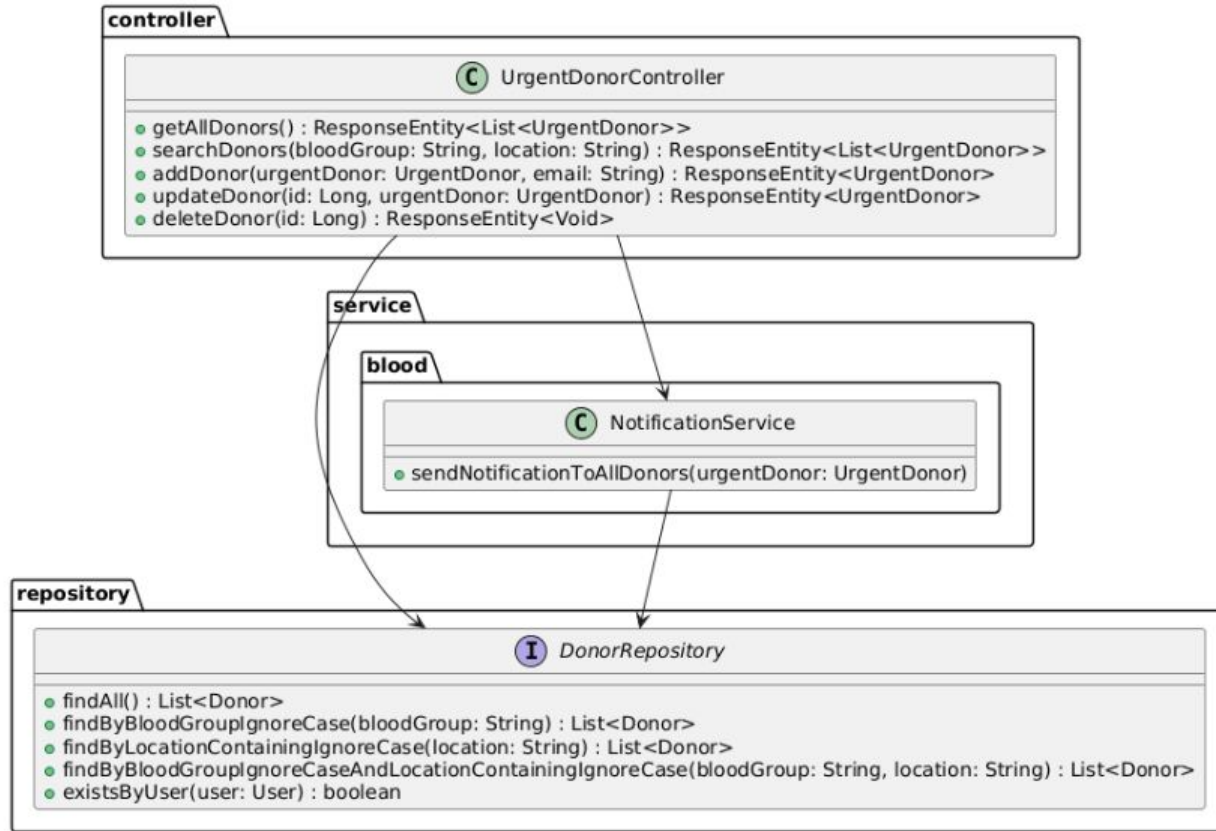 controller
C UrgentDonorController
getAllDonors() : ResponseEntity<List<UrgentDonor>>
searchDonors(bloodGroup: String, location: String) : ResponseEntity<List<UrgentDonor>>
addDonor(urgentDonor: UrgentDonor, email: String) : ResponseEntity<UrgentDonor>
updateDonor(id: Long, urgentDonor: UrgentDonor) : ResponseEntity<UrgentDonor>
deleteDonor(id: Long) : ResponseEntity<Void>
service
blood
C NotificationService
sendNotificationToAllDonors(urgentDonor: UrgentDonor)
repository
I DonorRepository
findAll() : List<Donor>
findByBloodGroupIgnoreCase(bloodGroup: String) : List<Donor>
findByLocationContainingIgnoreCase(location: String) : List<Donor>
findByBloodGroupIgnoreCaseAndLocationContainingIgnoreCase(bloodGroup: String, location: String) : List<Donor>
existsByUser(user: User) : boolean